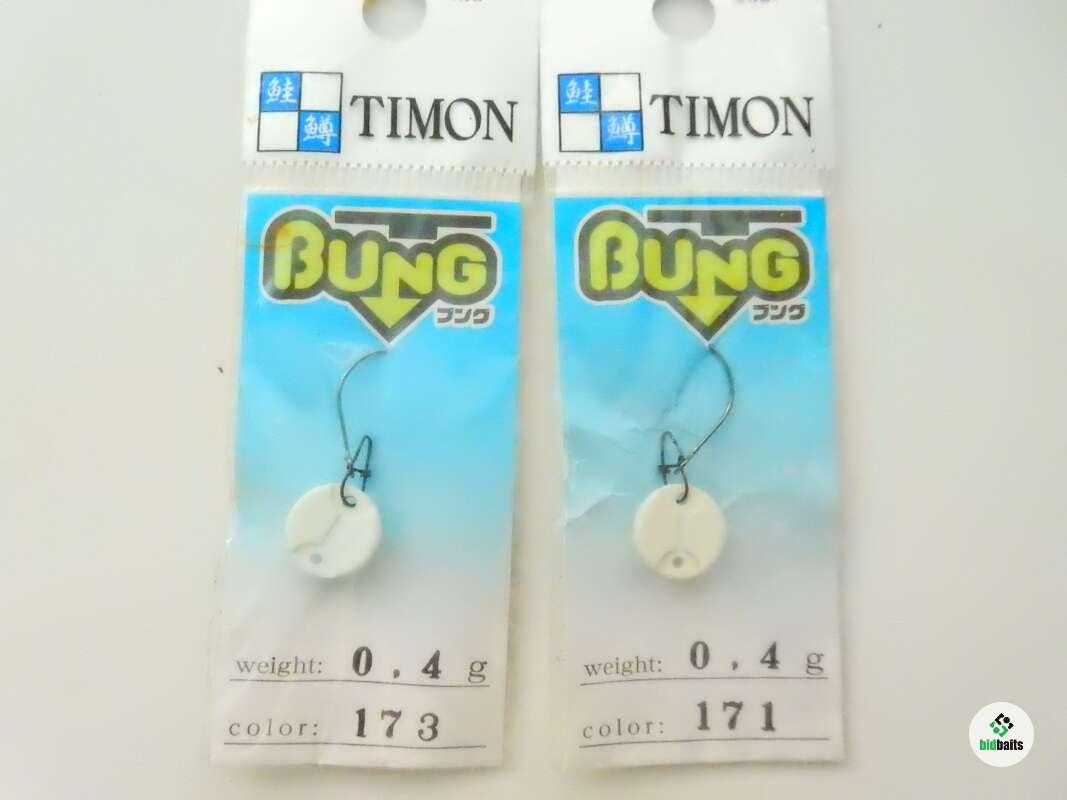 鮭
鱒
TIMON
BUNG
ブング
weight: 0.4 g
color: 173
鮭
鱒
TIMON
BUNG
ブング
weight: 0.4 g
color: 171
bidbaits